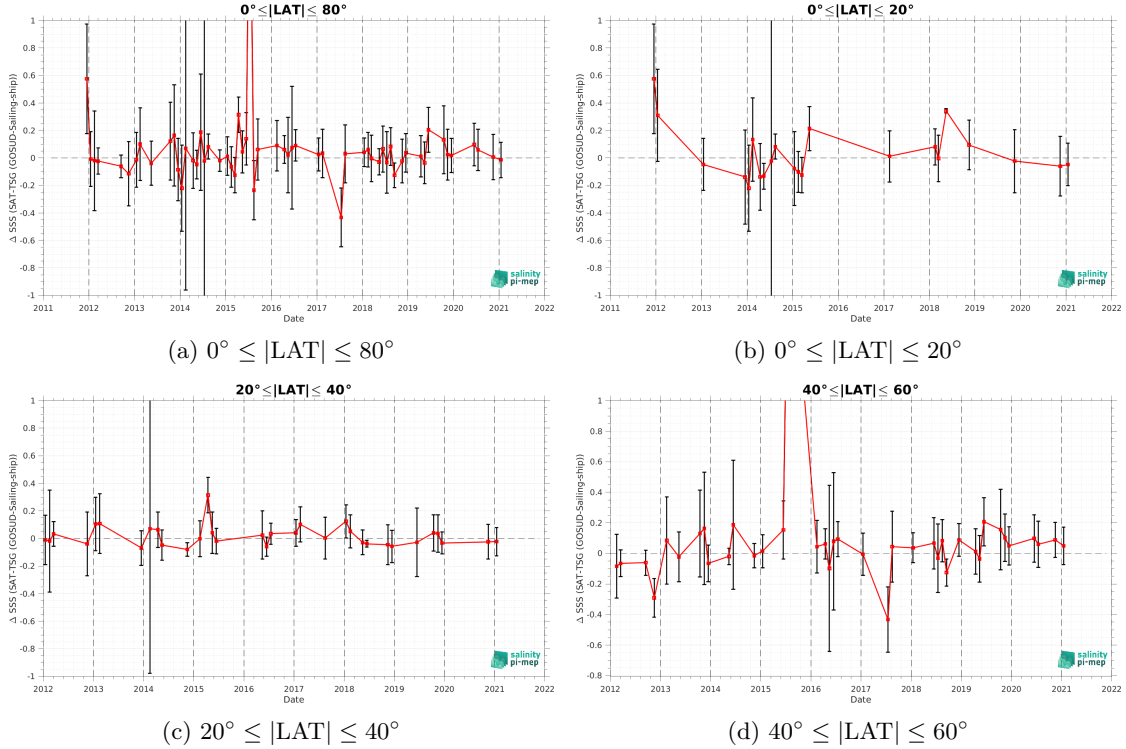 0°≤|LAT|≤ 80°
1
0.8
0.6
0.4
0.2
0
-0.2
-0.4
-0.6
-0.8
-1
Δ SSS (SAT-TSG (GOSUD-Sailing-ship))
2011 2012 2013 2014 2015 2016 2017 2018 2019 2020 2021 2022
Date
salinity
pi-mep
(a) 0° ≤ |LAT| ≤ 80°
0°≤|LAT|≤ 20°
1
0.8
0.6
0.4
0.2
0
-0.2
-0.4
-0.6
-0.8
-1
Δ SSS (SAT-TSG (GOSUD-Sailing-ship))
2011 2012 2013 2014 2015 2016 2017 2018 2019 2020 2021 2022
Date
salinity
pi-mep
(b) 0° ≤ |LAT| ≤ 20°
20°≤|LAT|≤ 40°
1
0.8
0.6
0.4
0.2
0
-0.2
-0.4
-0.6
-0.8
-1
Δ SSS (SAT-TSG (GOSUD-Sailing-ship))
2012 2013 2014 2015 2016 2017 2018 2019 2020 2021 2022
Date
salinity
pi-mep
(c) 20° ≤ |LAT| ≤ 40°
40°≤|LAT|≤ 60°
1
0.8
0.6
0.4
0.2
0
-0.2
-0.4
-0.6
-0.8
Δ SSS (SAT-TSG (GOSUD-Sailing-ship))
2012 2013 2014 2015 2016 2017 2018 2019 2020 2021 2022
Date
salinity
pi-mep
(d) 40° ≤ |LAT| ≤ 60°